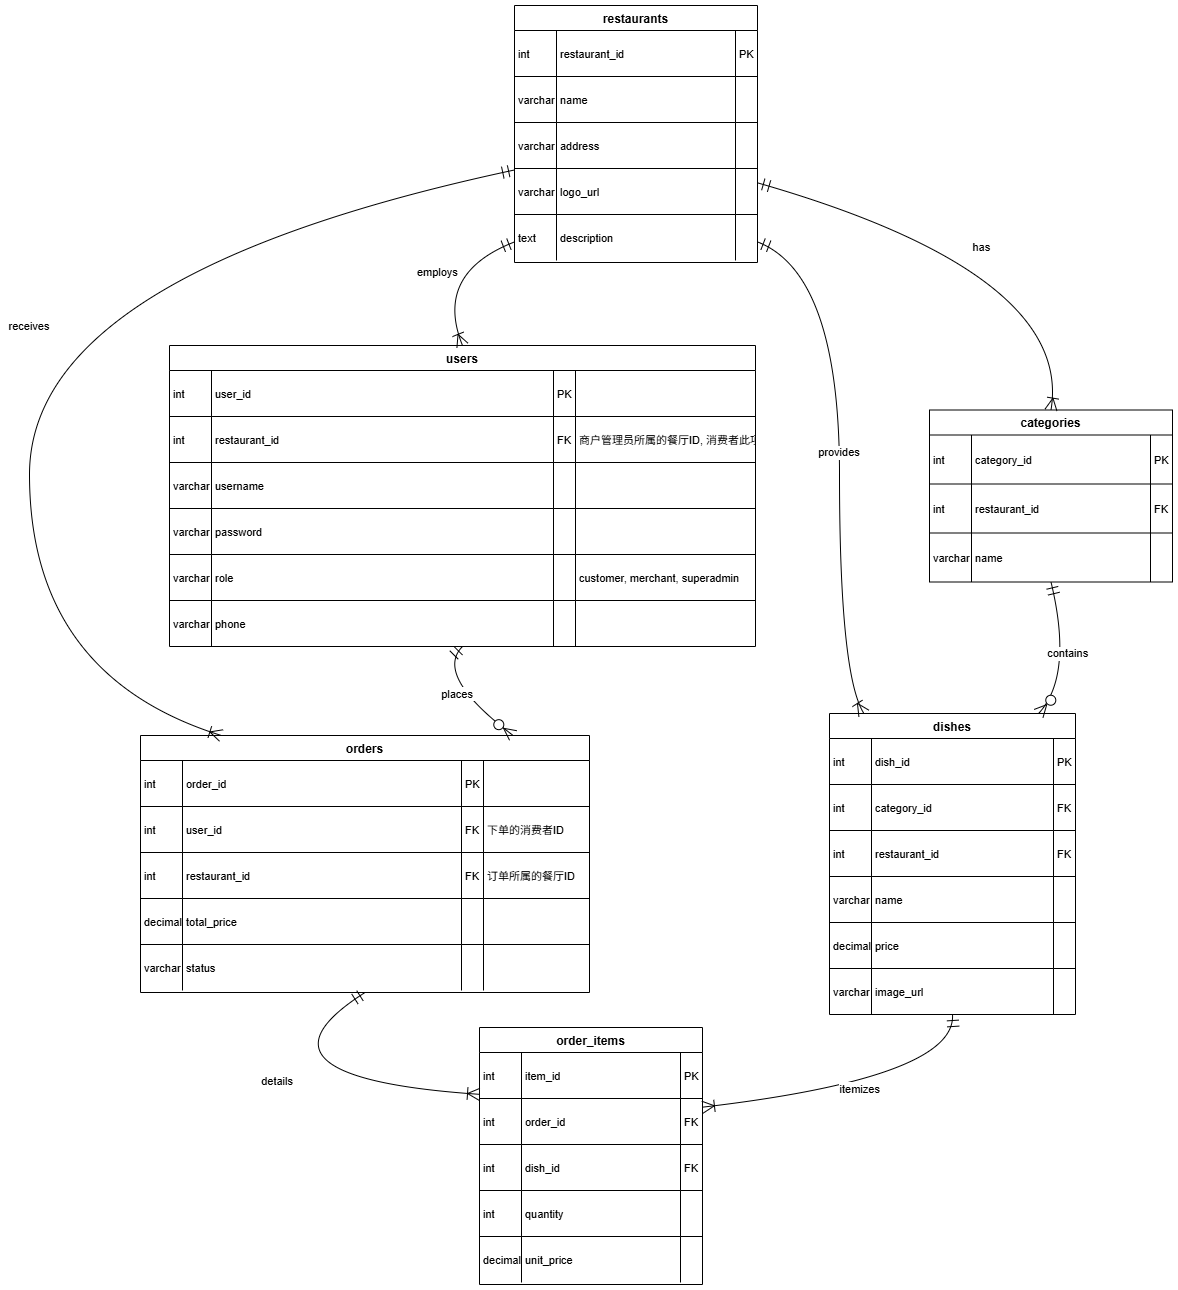 restaurants
int restaurant_id PK
varchar name
varchar address
varchar logo_url
text description
employs
has
receives
users
int user_id PK
int restaurant_id FK 商户管理员所属的餐厅ID, 消费者此
varchar username
varchar password
varchar role customer, merchant, superadmin
varchar phone
provides
categories
int category_id PK
int restaurant_id FK
varchar name
contains
places
orders
int order_id PK
int user_id FK 下单的消费者ID
int restaurant_id FK 订单所属的餐厅ID
decimal total_price
varchar status
dishes
int dish_id PK
int category_id FK
int restaurant_id FK
varchar name
decimal price
varchar image_url
details
itemizes
order_items
int item_id PK
int order_id FK
int dish_id FK
int quantity
decimal unit_price